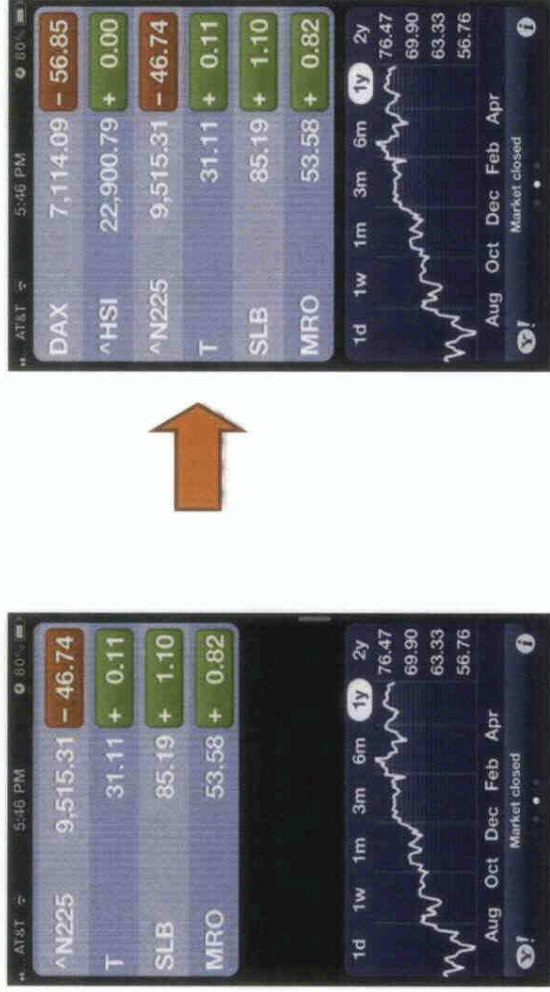 AT&T 5:46 PM 80%
^N225 9,515.31 – 46.74
T 31.11 + 0.11
SLB 85.19 + 1.10
MRO 53.58 + 0.82
1d 1w 1m 3m 6m 1y 2y
76.47
69.90
63.33
56.76
Aug Oct Dec Feb Apr
Y! Market closed i
AT&T 5:46 PM 80%
DAX 7,114.09 – 56.85
^HSI 22,900.79 + 0.00
^N225 9,515.31 – 46.74
T 31.11 + 0.11
SLB 85.19 + 1.10
MRO 53.58 + 0.82
1d 1w 1m 3m 6m 1y 2y
76.47
69.90
63.33
56.76
Aug Oct Dec Feb Apr
Y! Market closed i